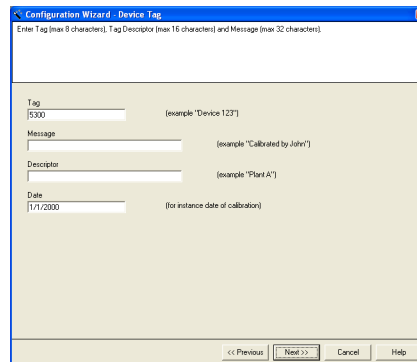 Configuration Wizard - Device Tag
Enter Tag (max 8 characters), Tag Descriptor (max 16 characters) and Message (max 32 characters).
Tag
5300 (example "Device 123")
Message
(example "Calibrated by John")
Descriptor
(example "Plant A")
Date
1/1/2000 (for instance date of calibration)
<< Previous Next >> Cancel Help